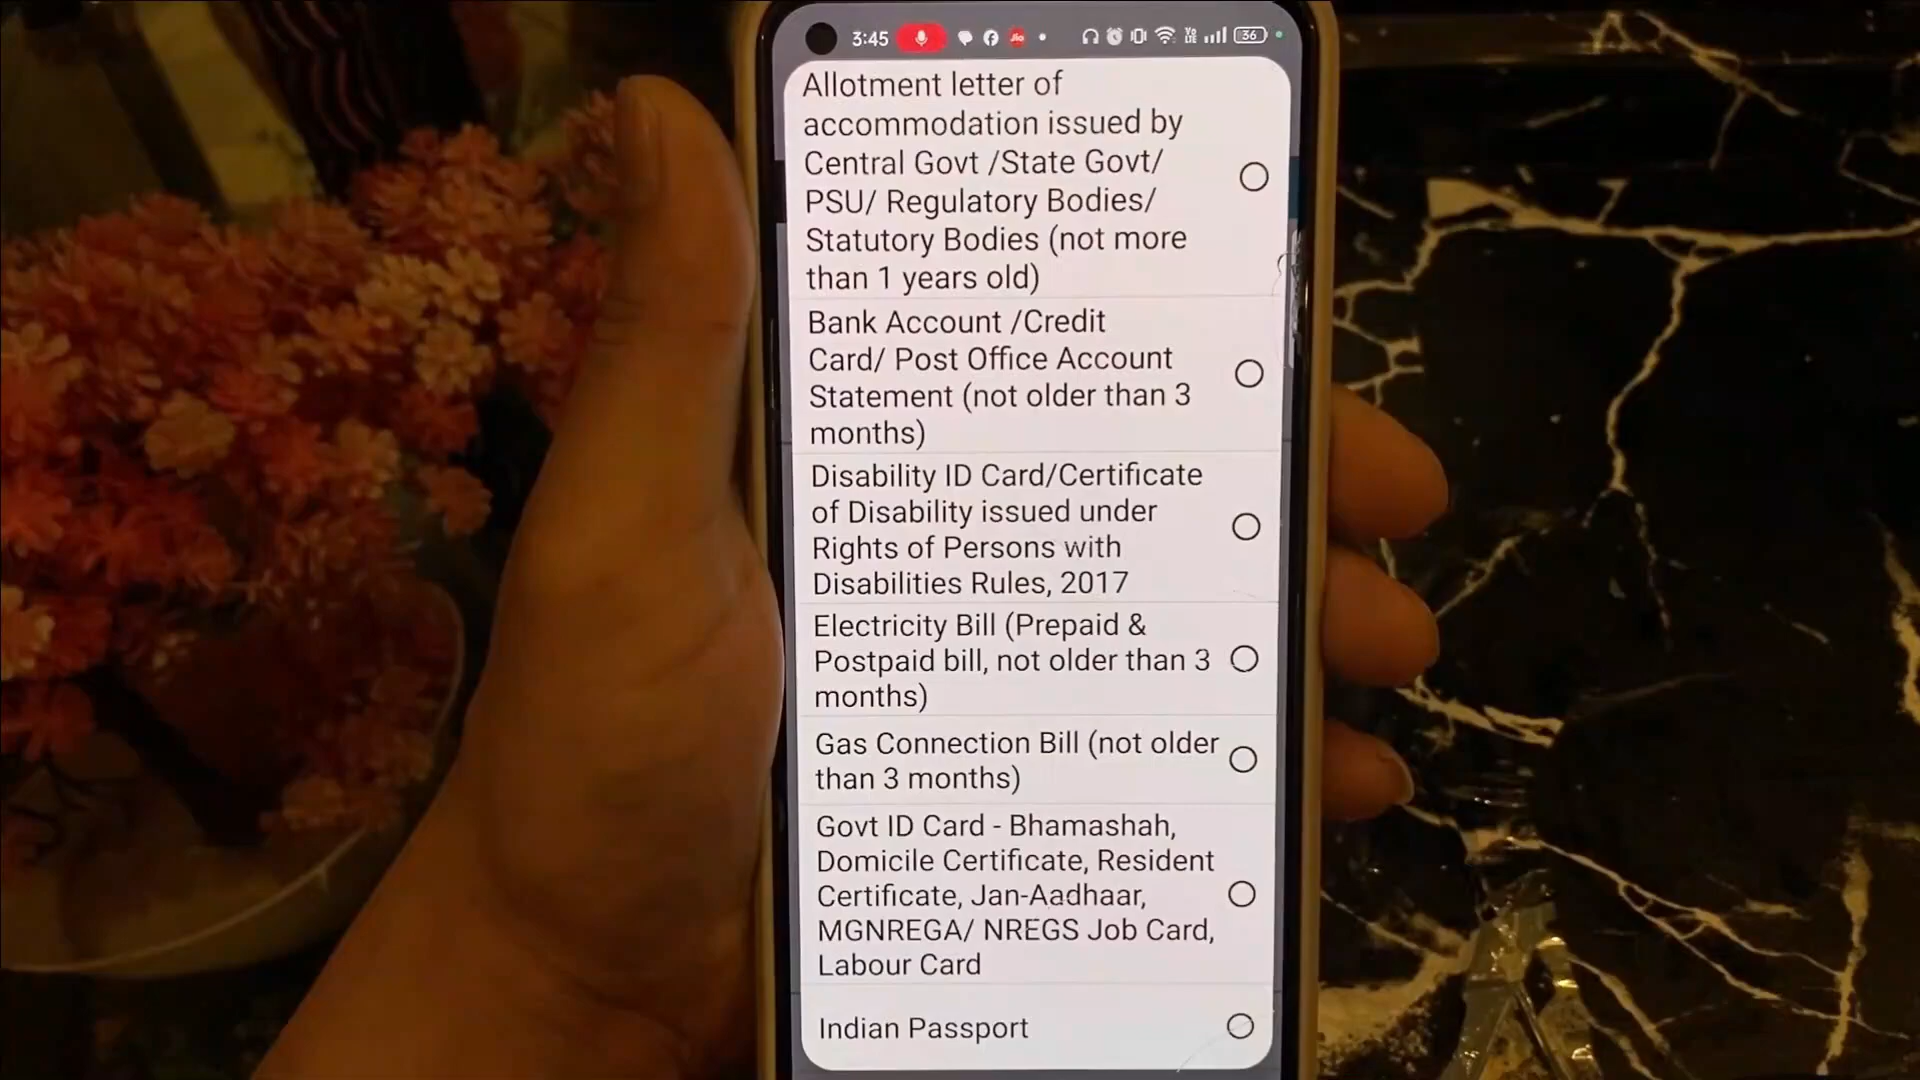 3:45
Jio
Vo
LTE
36
Allotment letter of
accommodation issued by
Central Govt /State Govt/
PSU/ Regulatory Bodies/
Statutory Bodies (not more
than 1 years old)
Bank Account /Credit
Card/ Post Office Account
Statement (not older than 3
months)
Disability ID Card/Certificate
of Disability issued under
Rights of Persons with
Disabilities Rules, 2017
Electricity Bill (Prepaid &
Postpaid bill, not older than 3
months)
Gas Connection Bill (not older
than 3 months)
Govt ID Card - Bhamashah,
Domicile Certificate, Resident
Certificate, Jan-Aadhaar,
MGNREGA/ NREGS Job Card,
Labour Card
Indian Passport